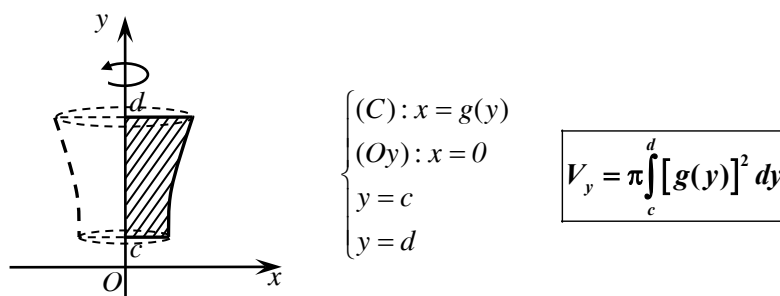 y
d
c
O
x
(C): x = g(y)
(Oy): x = 0
y = c
y = d
V_y = π∫_c^d [g(y)]² dy